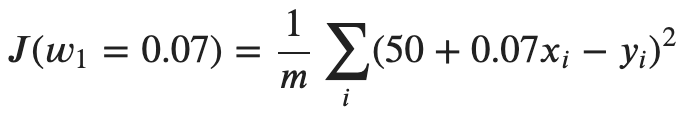 J(w₁ = 0.07) = 1/m ∑ᵢ(50 + 0.07xᵢ − yᵢ)²